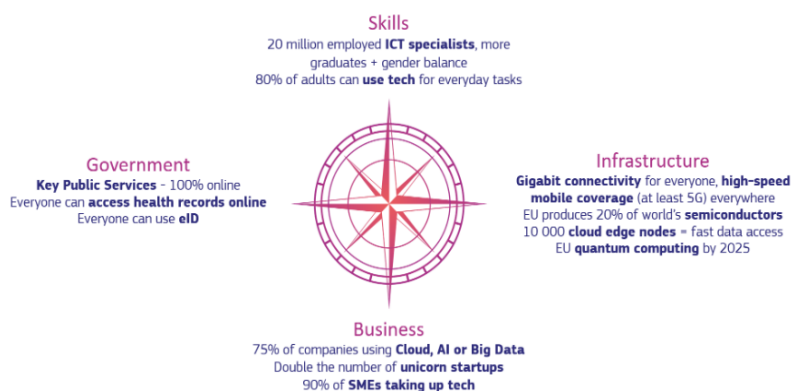 Skills
20 million employed ICT specialists, more
graduates + gender balance
80% of adults can use tech for everyday tasks
Government
Key Public Services - 100% online
Everyone can access health records online
Everyone can use eID
Infrastructure
Gigabit connectivity for everyone, high-speed
mobile coverage (at least 5G) everywhere
EU produces 20% of world's semiconductors
10 000 cloud edge nodes = fast data access
EU quantum computing by 2025
Business
75% of companies using Cloud, AI or Big Data
Double the number of unicorn startups
90% of SMEs taking up tech